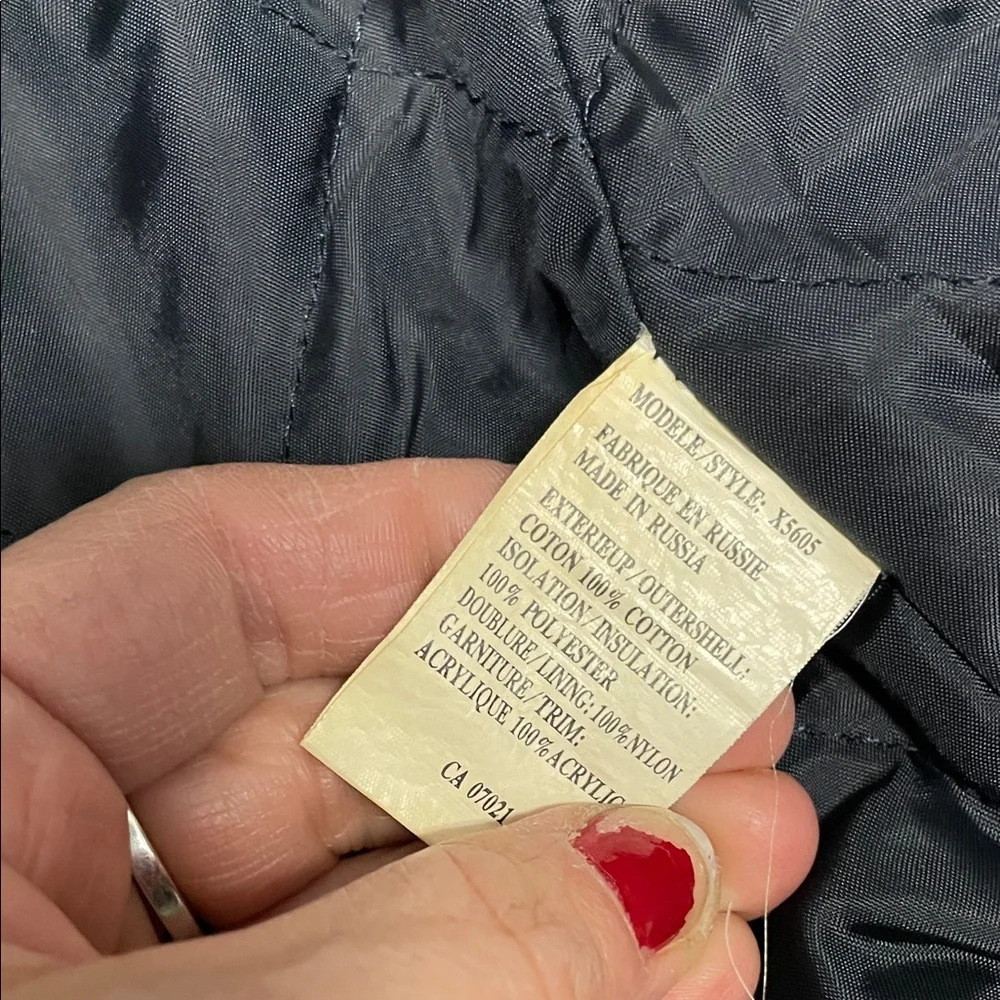 MODELE/STYLE: X5605
FABRIQUE EN RUSSIE
MADE IN RUSSIA
EXTERIEUP/OUTERSHELL:
COTON 100% COTTON
ISOLATION/INSULATION:
100% POLYESTER
DOUBLURE/LINING:100%NYLON
GARNITURE/TRIM:
ACRYLIQUE 100%ACRYLIC
CA 07021